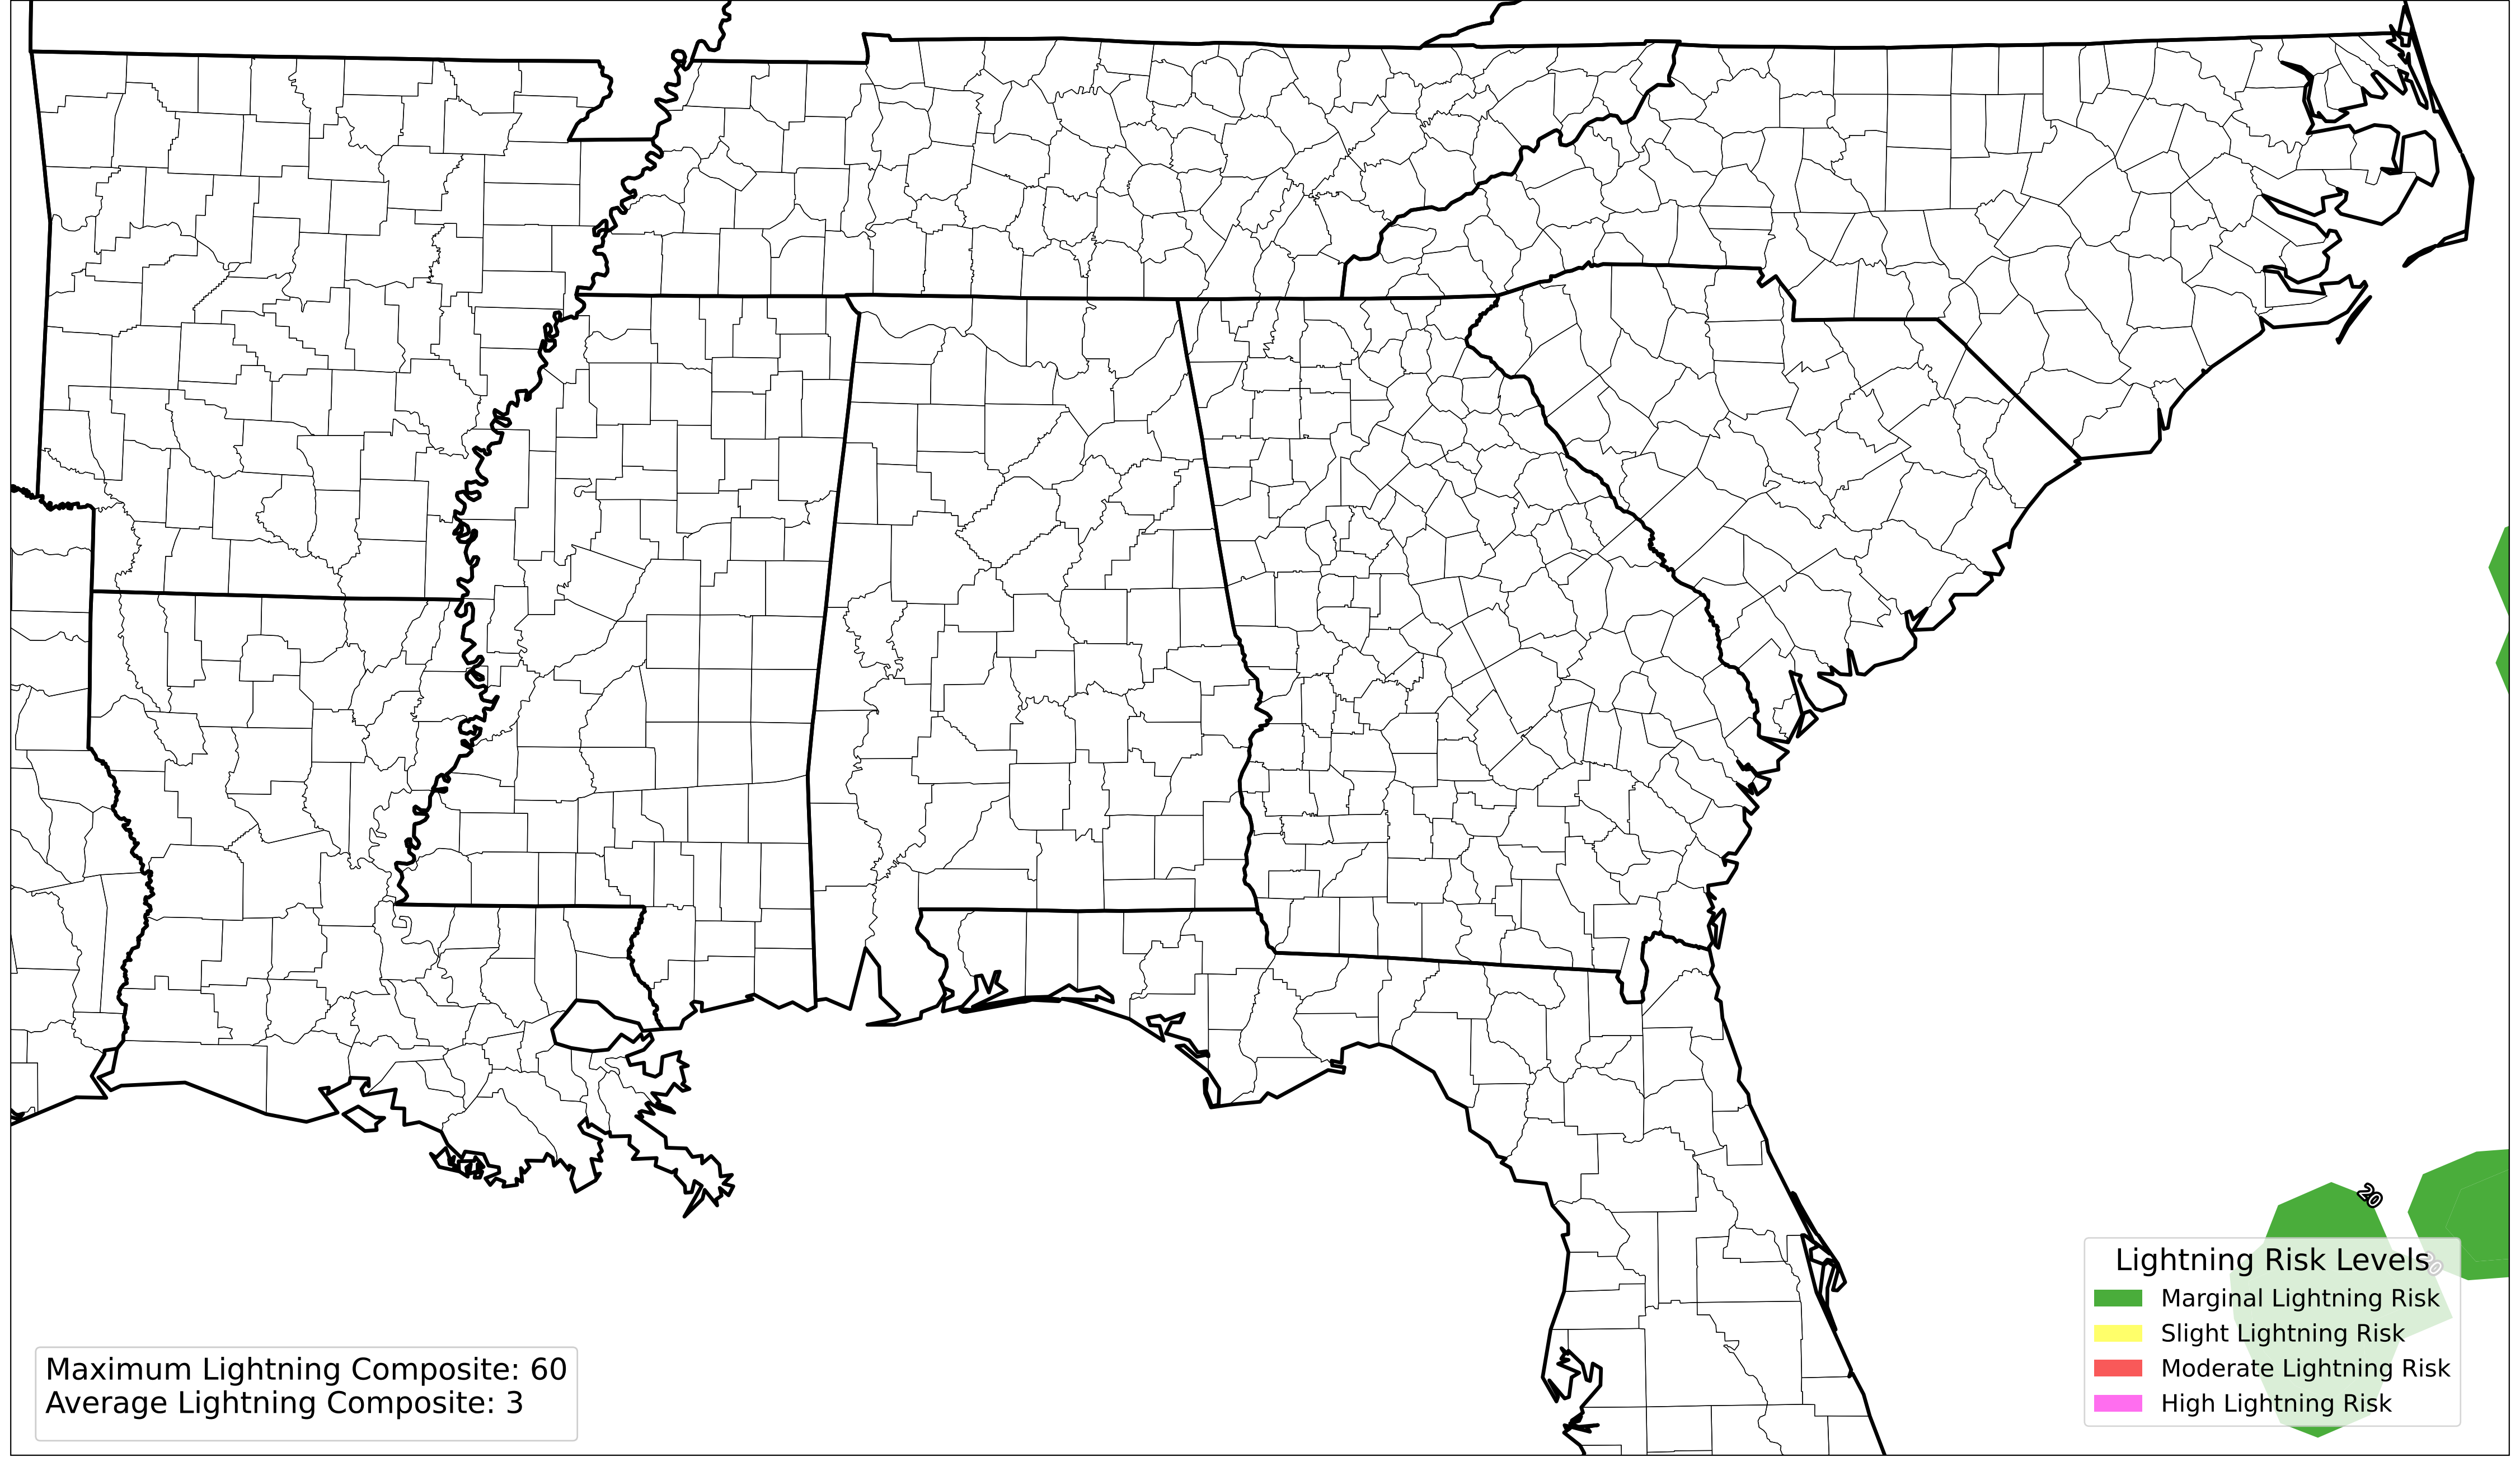 20
Lightning Risk Levels
Marginal Lightning Risk
Slight Lightning Risk
Moderate Lightning Risk
High Lightning Risk
Maximum Lightning Composite: 60
Average Lightning Composite: 3